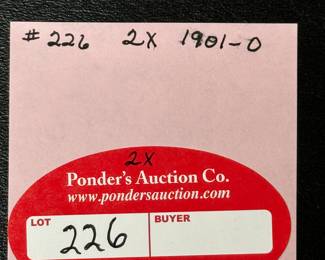 # 226 2X 1901-O
2X
Ponder's Auction Co.
www.pondersauction.com
LOT BUYER
226